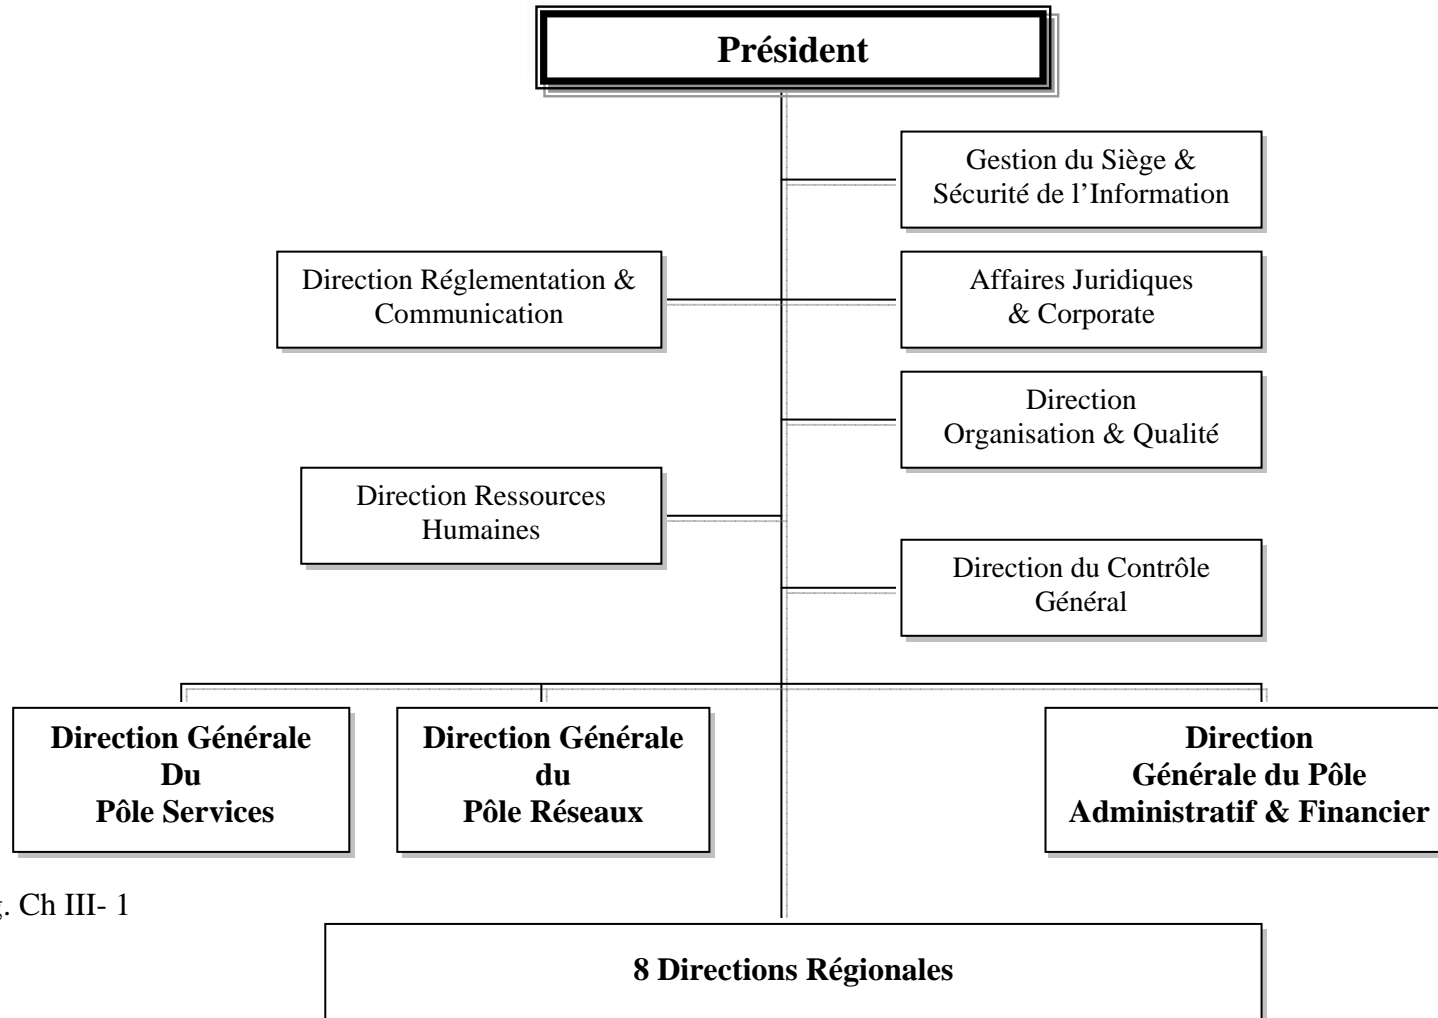 Président
Gestion du Siège &
Sécurité de l’Information
Direction Réglementation &
Communication
Affaires Juridiques
& Corporate
Direction
Organisation & Qualité
Direction Ressources
Humaines
Direction du Contrôle
Général
Direction Générale
Du
Pôle Services
Direction Générale
du
Pôle Réseaux
Direction
Générale du Pôle
Administratif & Financier
. Ch III- 1
8 Directions Régionales